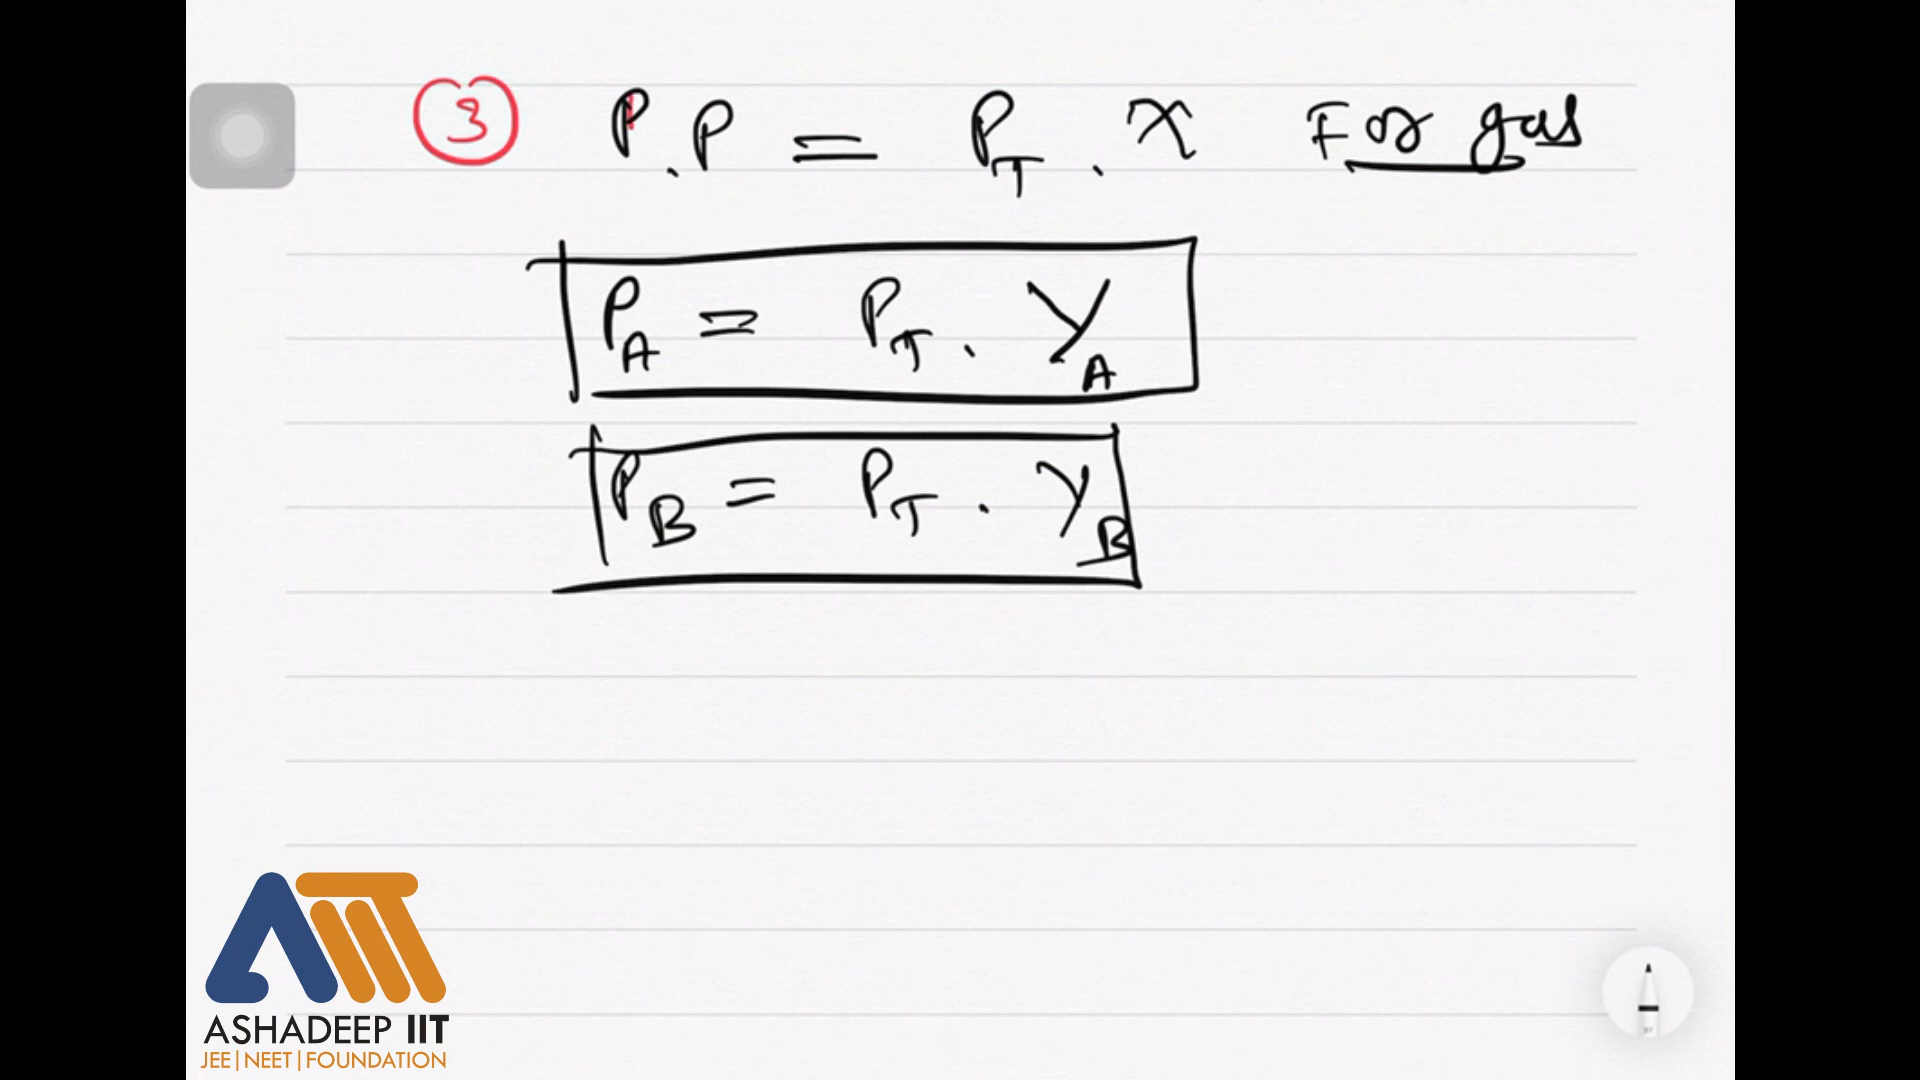 3 P.P = P_T . X For gas
P_A = P_T . Y_A
P_B = P_T . Y_B
ASHADEEP IIT
JEE|NEET|FOUNDATION